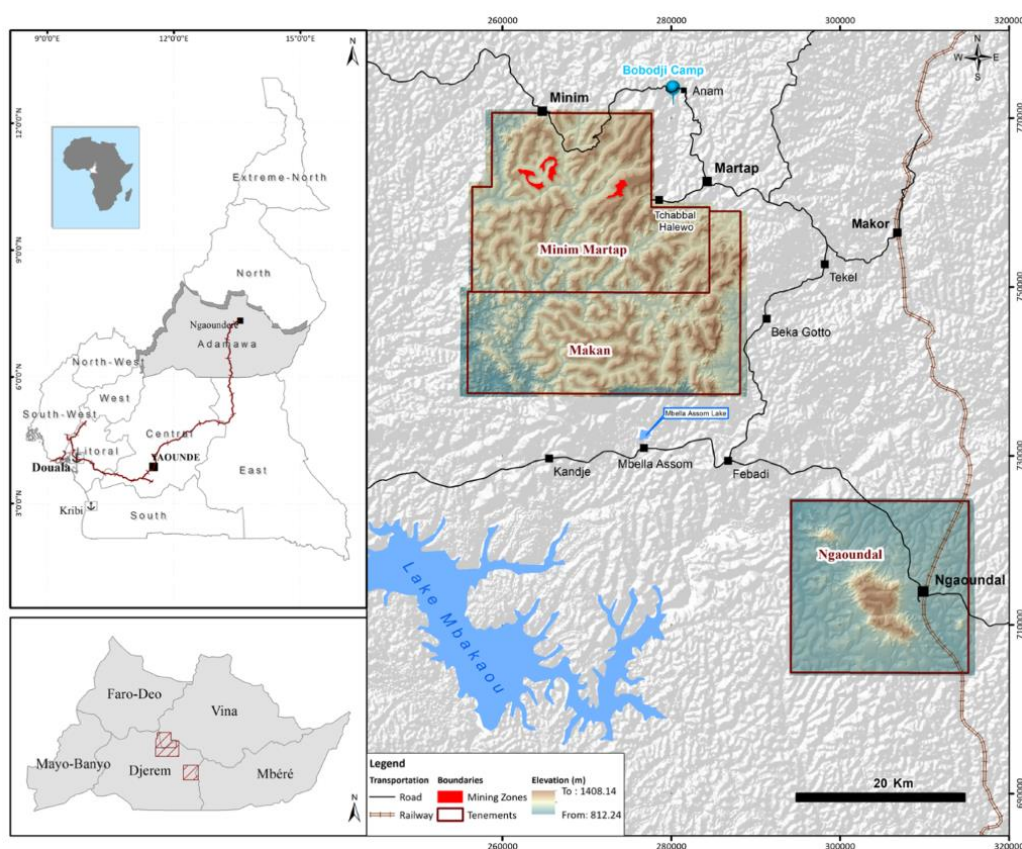 9°0'0"E
12°0'0"E
15°0'0"E
N
12°0'0"N
9°0'0"N
6°0'0"N
3°0'0"N
Extreme-North
North
Ngaoundere
Adamawa
North-West
West
South-West
Central
Litoral
YAOUNDE
Douala
East
Kribi
South
Faro-Deo
Vina
Mayo-Banyo
Djerem
Mbéré
N
260000
280000
300000
320000
N
W
E
S
770000
750000
730000
710000
690000
Bobodji Camp
Anam
Minim
Martap
Tchabbal
Halewo
Makor
Minim Martap
Tekel
Beka Gotto
Makan
Mbella Assom Lake
Kandje
Mbella Assom
Febadi
Ngaoundal
Ngaoundal
Lake Mbakaou
Legend
Transportation
Boundaries
Elevation (m)
Road
Mining Zones
To : 1408.14
Railway
Tenements
From: 812.24
20 Km
260000
280000
300000
320000